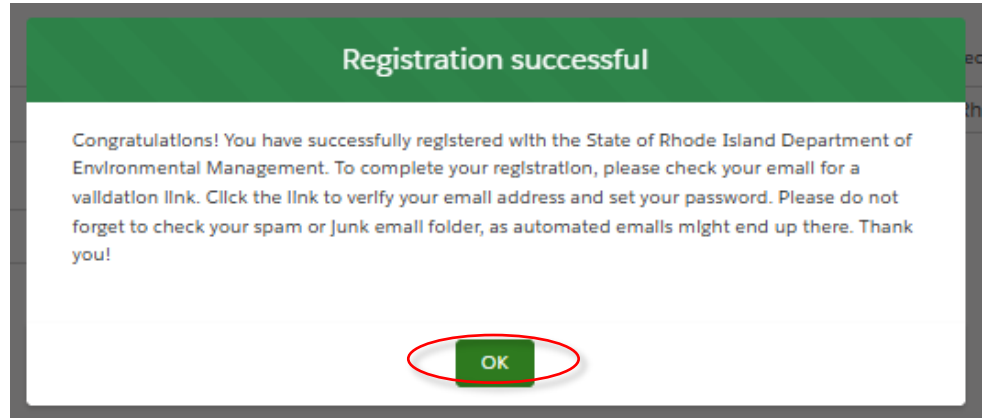 Registration successful
Congratulations! You have successfully registered with the State of Rhode Island Department of
Environmental Management. To complete your registration, please check your email for a
validation link. Click the link to verify your email address and set your password. Please do not
forget to check your spam or junk email folder, as automated emails might end up there. Thank
you!
OK